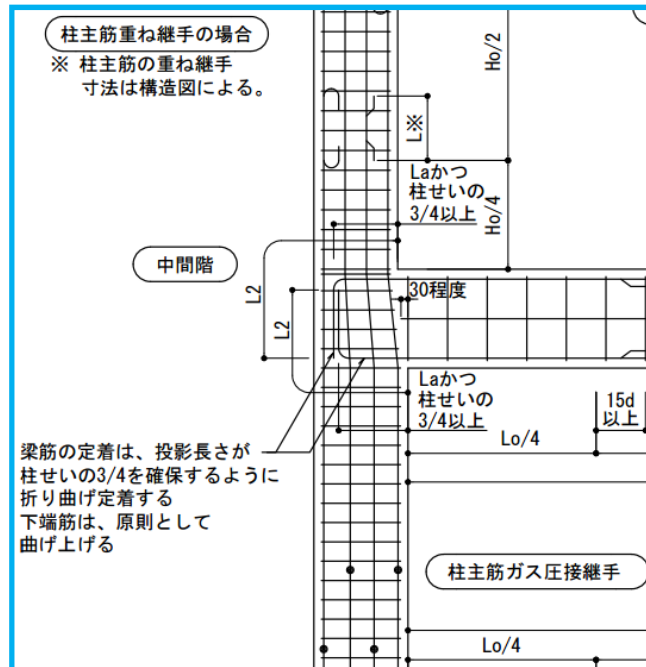 柱主筋重ね継手の場合
※ 柱主筋の重ね継手
寸法は構造図による。
Ho/2
L※
Laかつ
柱せいの
3/4以上
Ho/4
中間階
L2
L2
30程度
Laかつ
柱せいの
3/4以上
15d
以上
Lo/4
梁筋の定着は、投影長さが
柱せいの3/4を確保するように
折り曲げ定着する
下端筋は、原則として
曲げ上げる
柱主筋ガス圧接継手
Lo/4